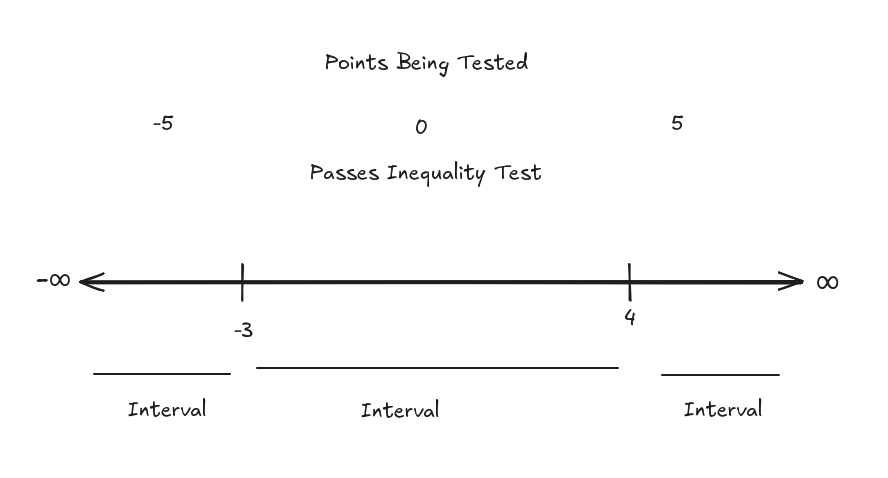 Points Being Tested
-5 0 5
Passes Inequality Test
-∞ ∞
-3 4
Interval Interval Interval